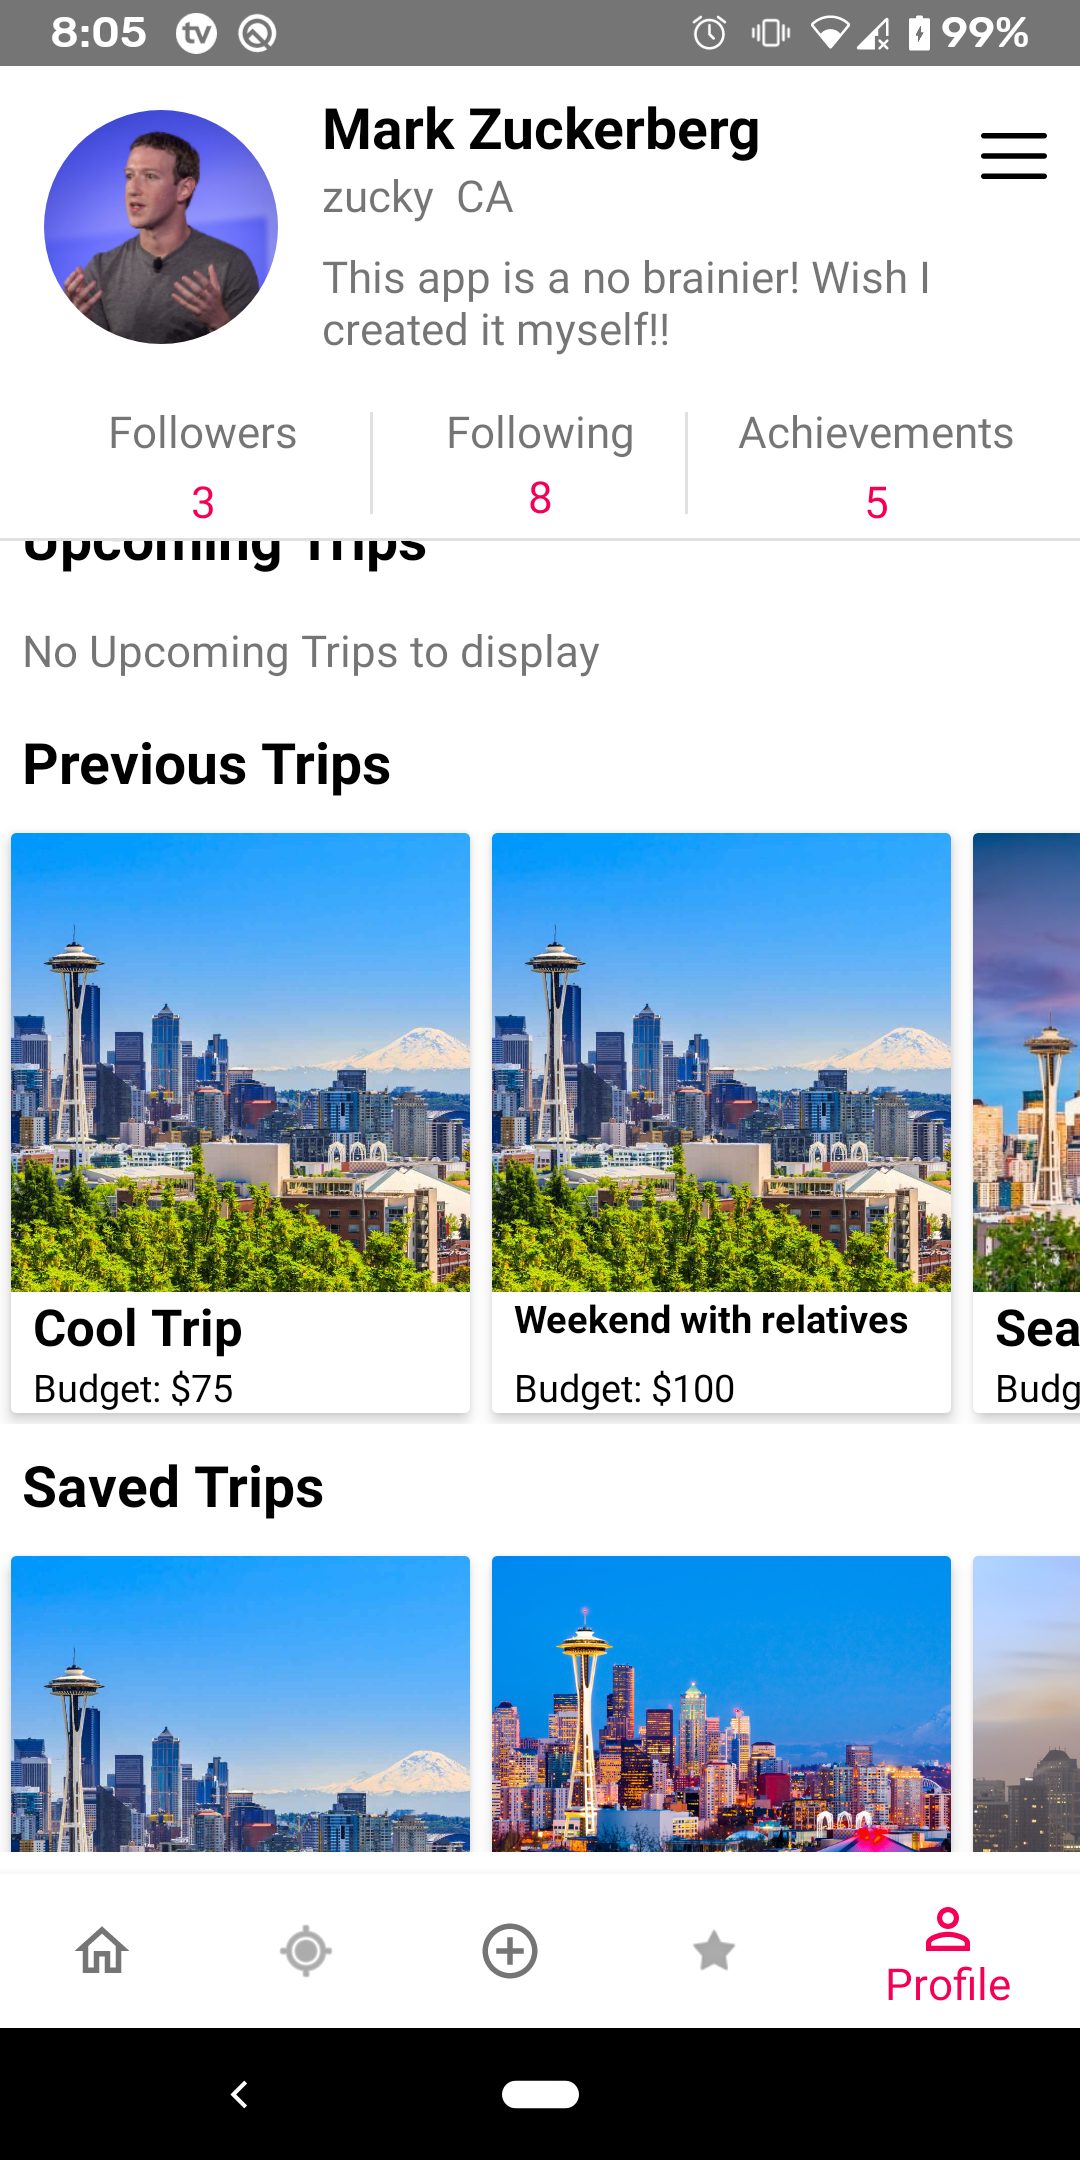 8:05 tv 99%
Mark Zuckerberg
zucky CA
This app is a no brainier! Wish I
created it myself!!
Followers Following Achievements
3 8 5
Upcoming Trips
No Upcoming Trips to display
Previous Trips
Cool Trip Weekend with relatives Sea
Budget: $75 Budget: $100 Budg
Saved Trips
Profile